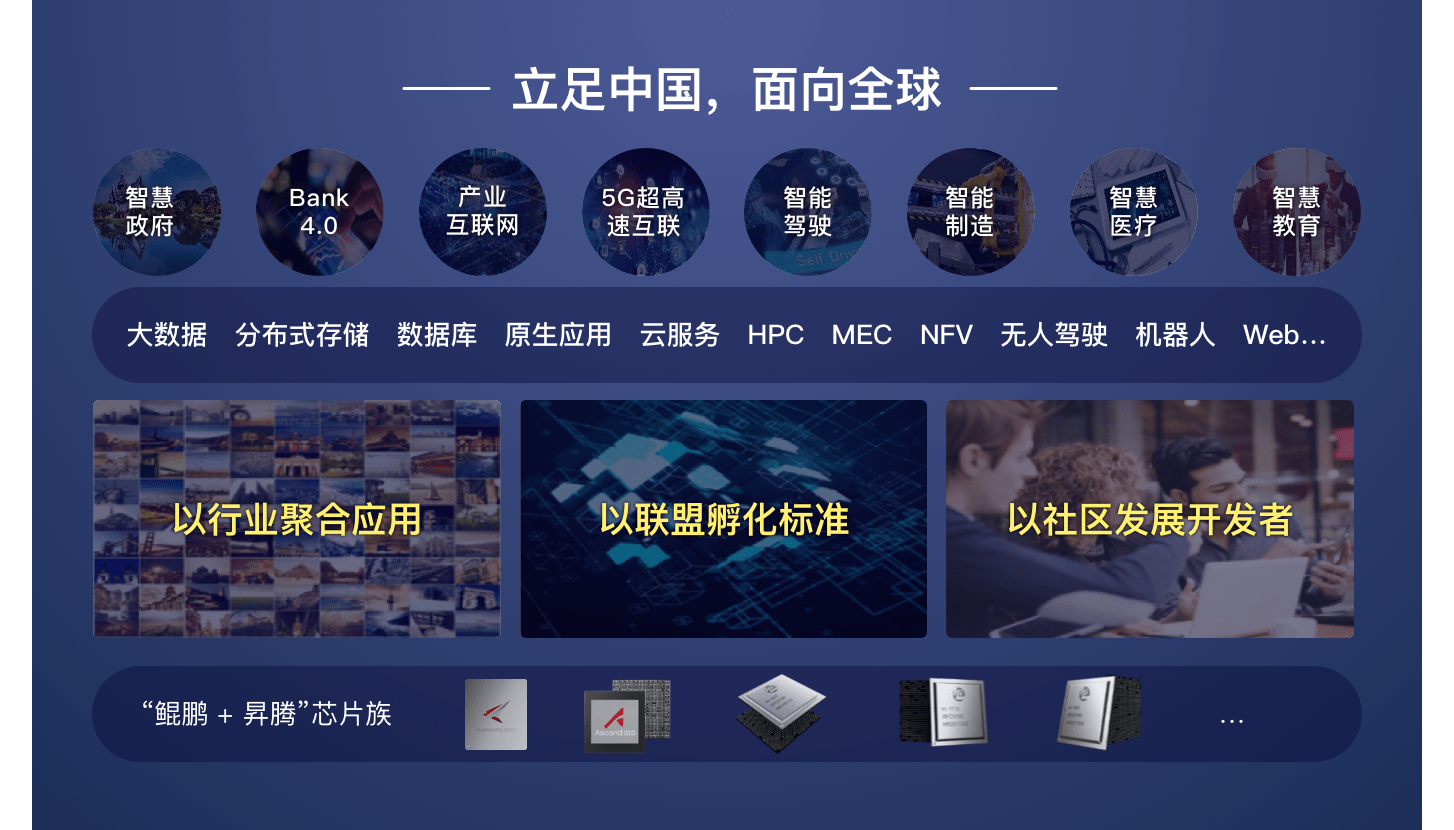 立足中国，面向全球
智慧
政府
Bank
4.0
产业
互联网
5G超高
速互联
智能
驾驶
Self Driv
智能
制造
智慧
医疗
智慧
教育
大数据 分布式存储 数据库 原生应用 云服务 HPC MEC NFV 无人驾驶 机器人 Web...
以行业聚合应用
以联盟孵化标准
以社区发展开发者
“鲲鹏 + 昇腾”芯片族
Ascend 910
...